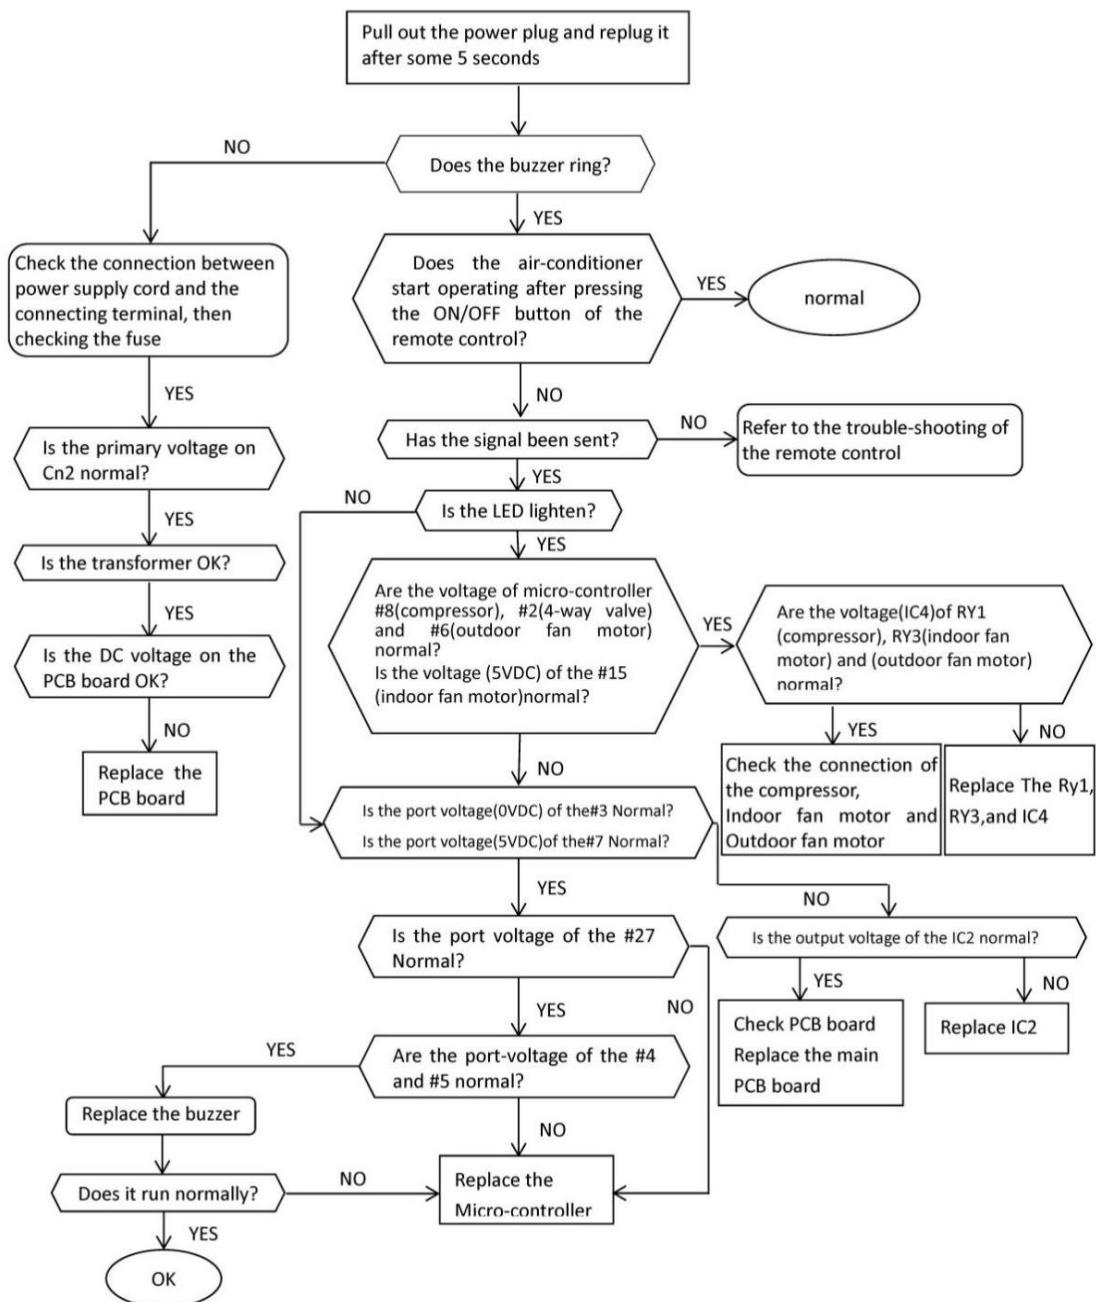 Pull out the power plug and replug it
after some 5 seconds
NO
Does the buzzer ring?
YES
Check the connection between
power supply cord and the
connecting terminal, then
checking the fuse
Does the air-conditioner
start operating after pressing
the ON/OFF button of the
remote control?
YES
normal
YES
NO
Is the primary voltage on
Cn2 normal?
Has the signal been sent?
NO
Refer to the trouble-shooting of
the remote control
YES
YES
NO
Is the LED lighten?
YES
Is the transformer OK?
YES
Is the DC voltage on the
PCB board OK?
NO
Replace the
PCB board
Are the voltage of micro-controller
#8(compressor), #2(4-way valve)
and #6(outdoor fan motor)
normal?
Is the voltage (5VDC) of the #15
(indoor fan motor)normal?
YES
Are the voltage(IC4)of RY1
(compressor), RY3(indoor fan
motor) and (outdoor fan motor)
normal?
YES
NO
Check the connection of
the compressor,
Indoor fan motor and
Outdoor fan motor
Replace The Ry1,
RY3,and IC4
NO
Is the port voltage(0VDC) of the#3 Normal?
Is the port voltage(5VDC)of the#7 Normal?
YES
NO
Is the port voltage of the #27
Normal?
Is the output voltage of the IC2 normal?
YES
NO
YES
NO
Check PCB board
Replace the main
PCB board
Replace IC2
YES
Are the port-voltage of the #4
and #5 normal?
Replace the buzzer
NO
Does it run normally?
NO
Replace the
Micro-controller
YES
OK